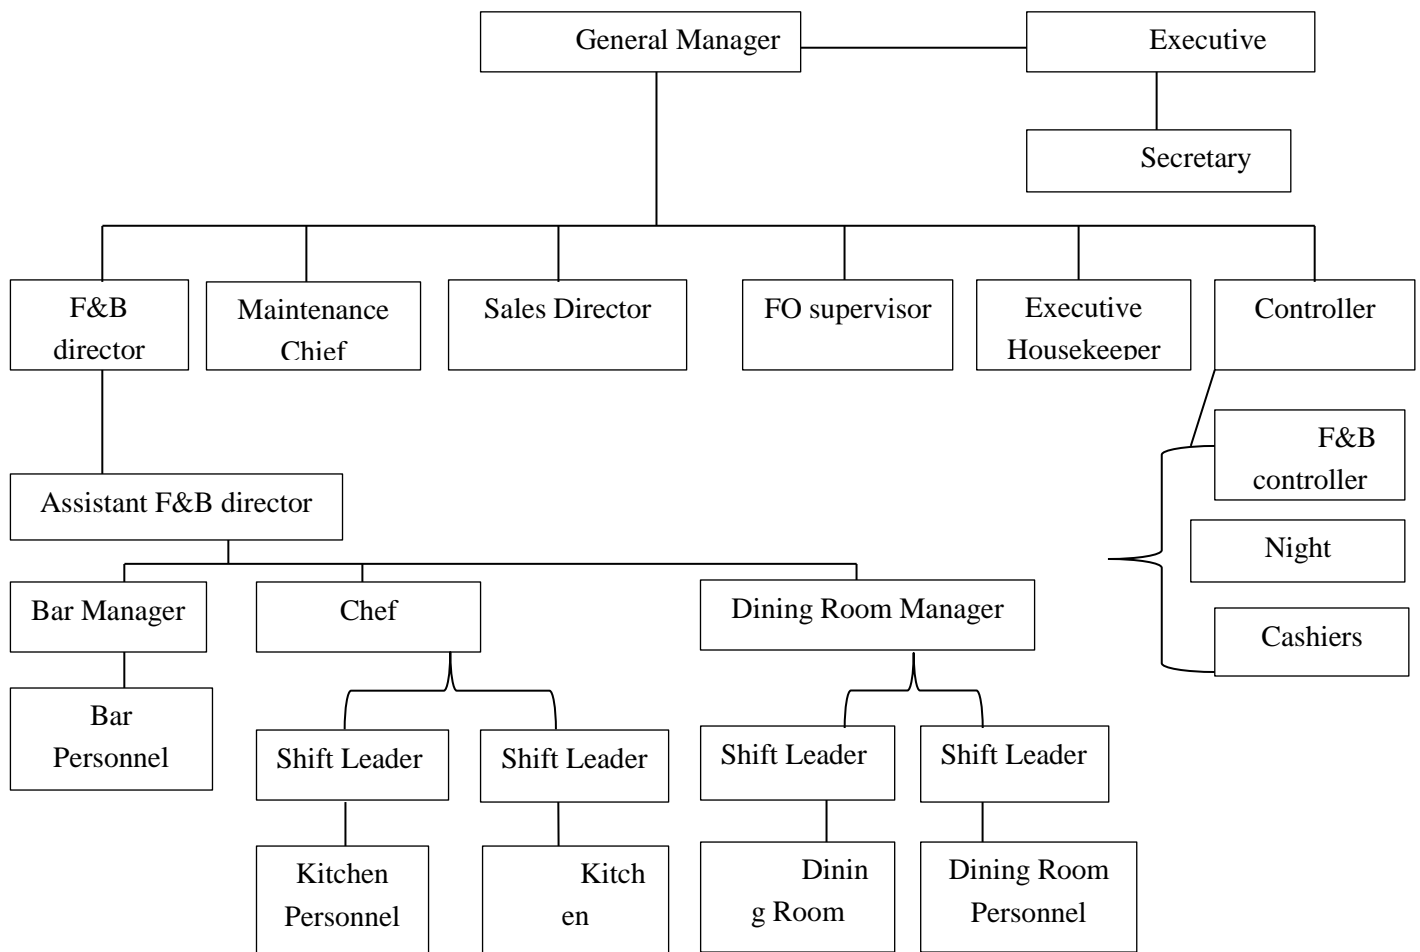 General Manager
Executive
Secretary
F&B
director
Maintenance
Chief
Sales Director
FO supervisor
Executive
Housekeeper
Controller
F&B
controller
Night
Cashiers
Assistant F&B director
Bar Manager
Chef
Dining Room Manager
Bar
Personnel
Shift Leader
Shift Leader
Shift Leader
Shift Leader
Kitchen
Personnel
Kitch
en
Dinin
g Room
Dining Room
Personnel